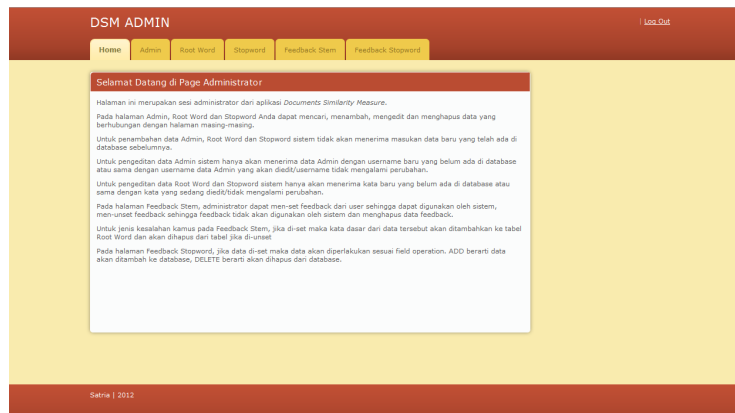 DSM ADMIN
| Log Out
Home Admin Root Word Stopword Feedback Stem Feedback Stopword
Selamat Datang di Page Administrator
Halaman ini merupakan sesi administrator dari aplikasi Documents Similarity Measure.
Pada halaman Admin, Root Word dan Stopword Anda dapat mencari, menambah, mengedit dan menghapus data yang
berhubungan dengan halaman masing-masing.
Untuk penambahan data Admin, Root Word dan Stopword sistem tidak akan menerima masukan data baru yang telah ada di
database sebelumnya.
Untuk pengeditan data Admin sistem hanya akan menerima data Admin dengan username baru yang belum ada di database
atau sama dengan username data Admin yang akan diedit/username tidak mengalami perubahan.
Untuk pengeditan data Root Word dan Stopword sistem hanya akan menerima kata baru yang belum ada di database atau
sama dengan kata yang sedang diedit/tidak mengalami perubahan.
Pada halaman Feedback Stem, administrator dapat men-set feedback dari user sehingga dapat digunakan oleh sistem,
men-unset feedback sehingga feedback tidak akan digunakan oleh sistem dan menghapus data feedback.
Untuk jenis kesalahan kamus pada Feedback Stem, jika di-set maka kata dasar dari data tersebut akan ditambahkan ke tabel
Root Word dan akan dihapus dari tabel jika di-unset
Pada halaman Feedback Stopword, jika data di-set maka data akan diperlakukan sesuai field operation. ADD berarti data
akan ditambah ke database, DELETE berarti akan dihapus dari database.
Satria | 2012